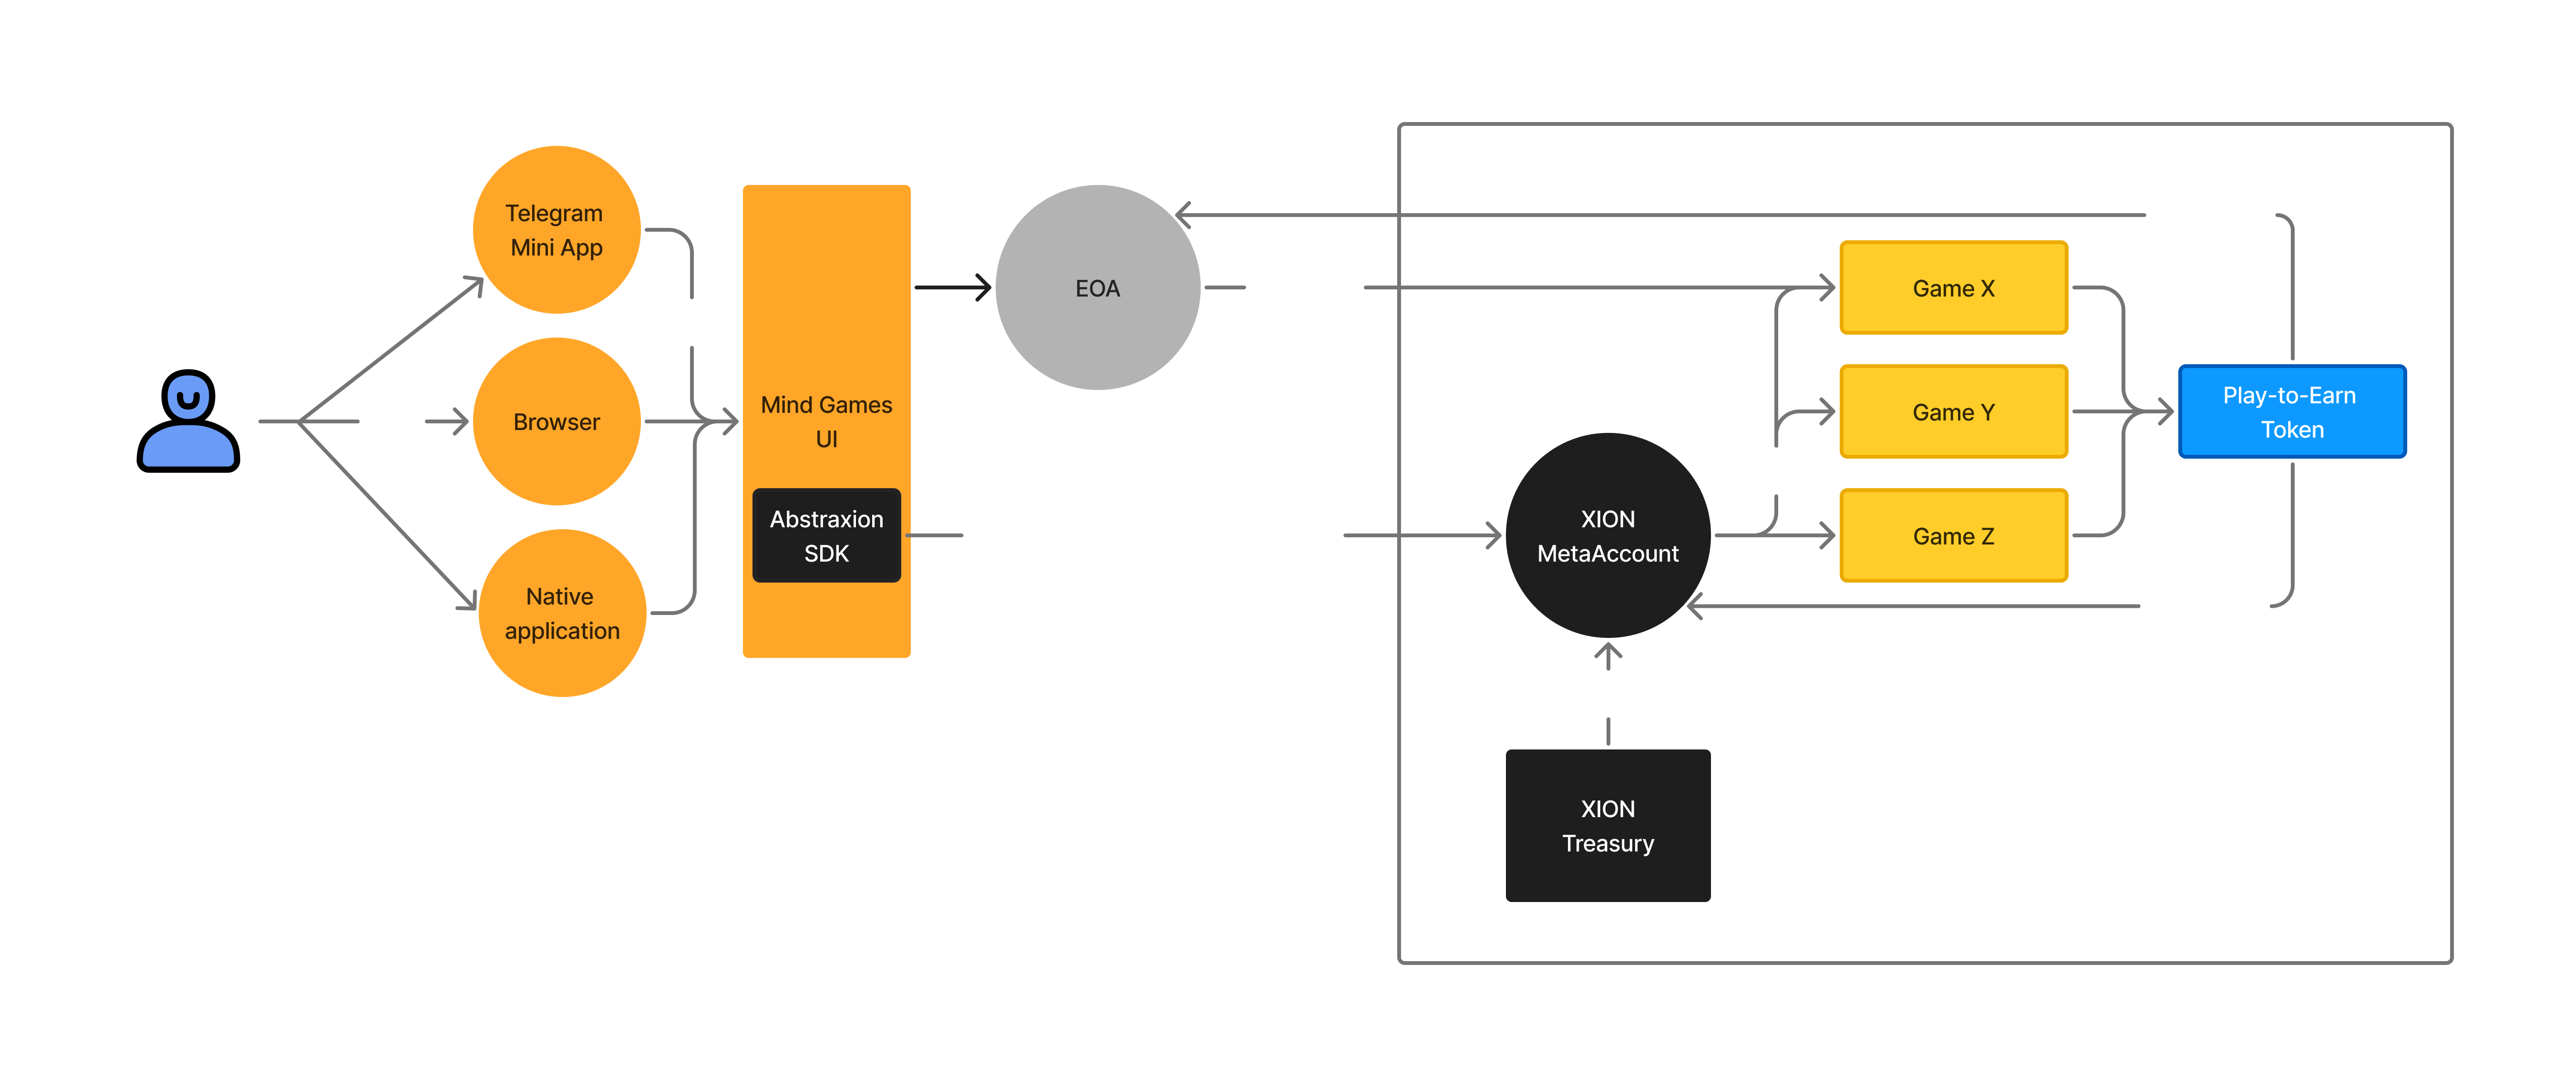 Telegram
Mini App
Browser
Native
application
Mind Games
UI
Abstraxion
SDK
EOA
XION
MetaAccount
XION
Treasury
Game X
Game Y
Game Z
Play-to-Earn
Token